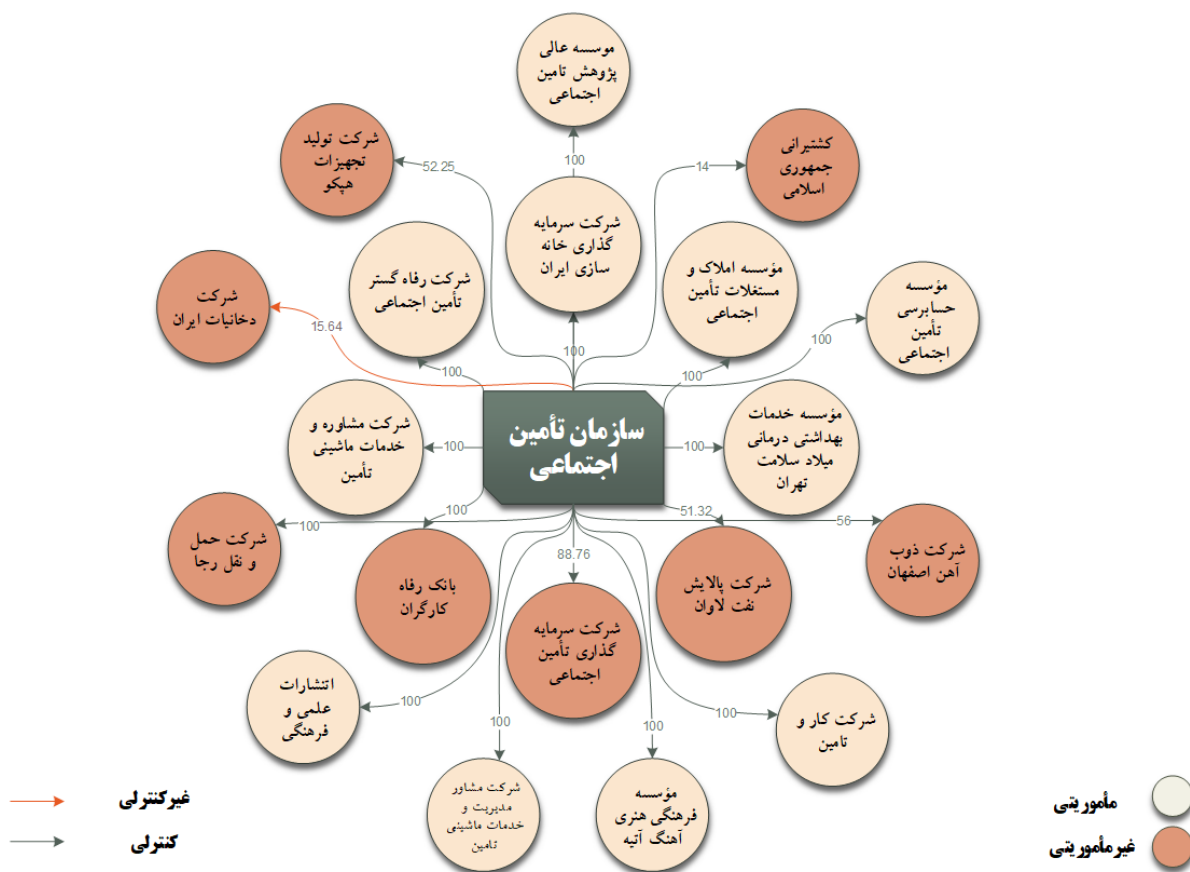 موسسه عالی
پژوهش تامین
اجتماعی
شرکت تولید
تجهیزات
هپکو
52.25
100
14
کشتیرانی
جمهوری
اسلامی
شرکت سرمایه
گذاری خانه
سازی ایران
شرکت رفاه گستر
تأمین اجتماعی
مؤسسه املاک و
مستغلات تأمین
اجتماعی
مؤسسه
حسابرسی
تأمین
اجتماعی
شرکت
دخانیات ایران
15.64
100
100
100
100
سازمان تأمین
اجتماعی
شرکت مشاوره و
خدمات ماشینی
تأمین
100
100
مؤسسه خدمات
بهداشتی درمانی
میلاد سلامت
تهران
شرکت حمل
و نقل رجا
100
100
51.32
56
بانک رفاه
کارگران
88.76
شرکت سرمایه
گذاری تأمین
اجتماعی
شرکت پالایش
نفت لاوان
شرکت ذوب
آهن اصفهان
انتشارات
علمی و
فرهنگی
100
100
100
100
شرکت کار و
تامین
شرکت مشاور
مدیریت و
خدمات ماشینی
تامین
مؤسسه
فرهنگی هنری
آهنگ آتیه
غیرکنترلی
کنترلی
مأموریتی
غیرمأموریتی